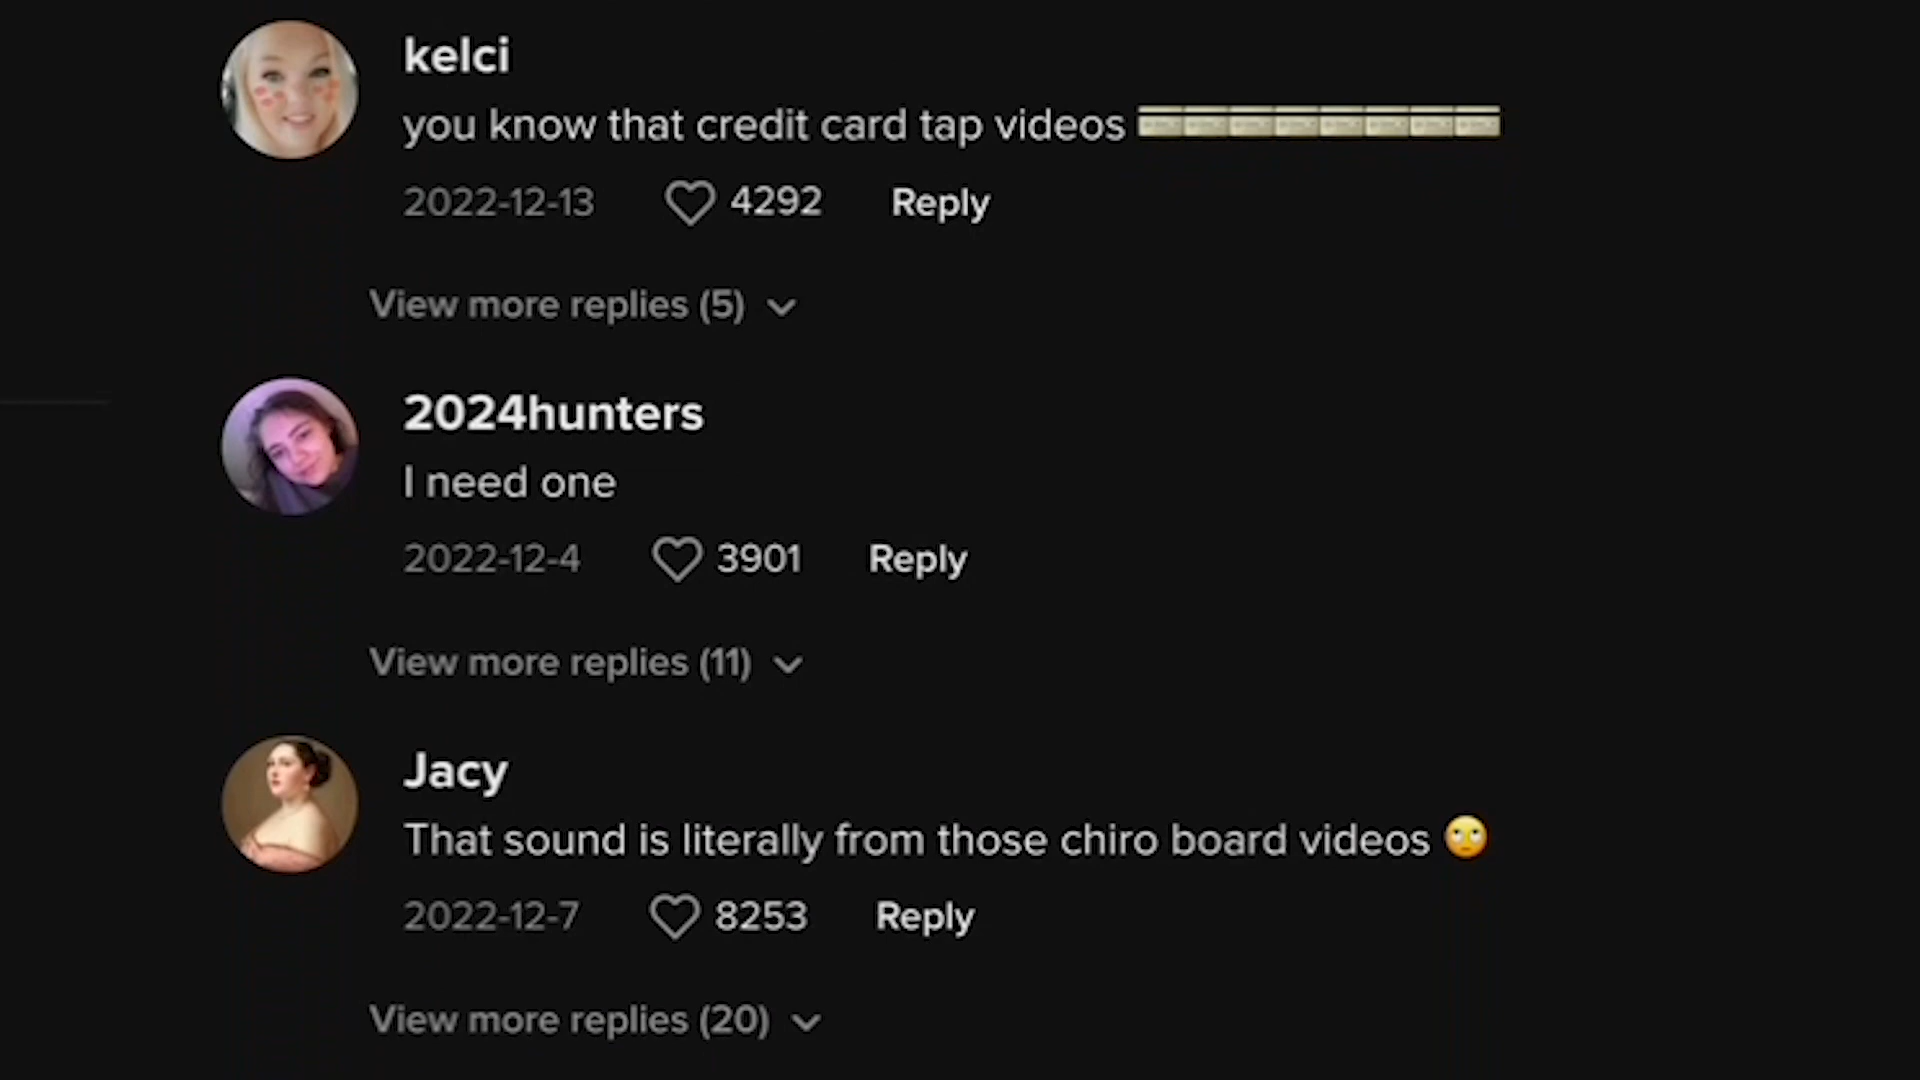 kelci
you know that credit card tap videos 💳💳💳💳💳💳💳💳
2022-12-13 4292 Reply
View more replies (5)
2024hunters
I need one
2022-12-4 3901 Reply
View more replies (11)
Jacy
That sound is literally from those chiro board videos 🙄
2022-12-7 8253 Reply
View more replies (20)